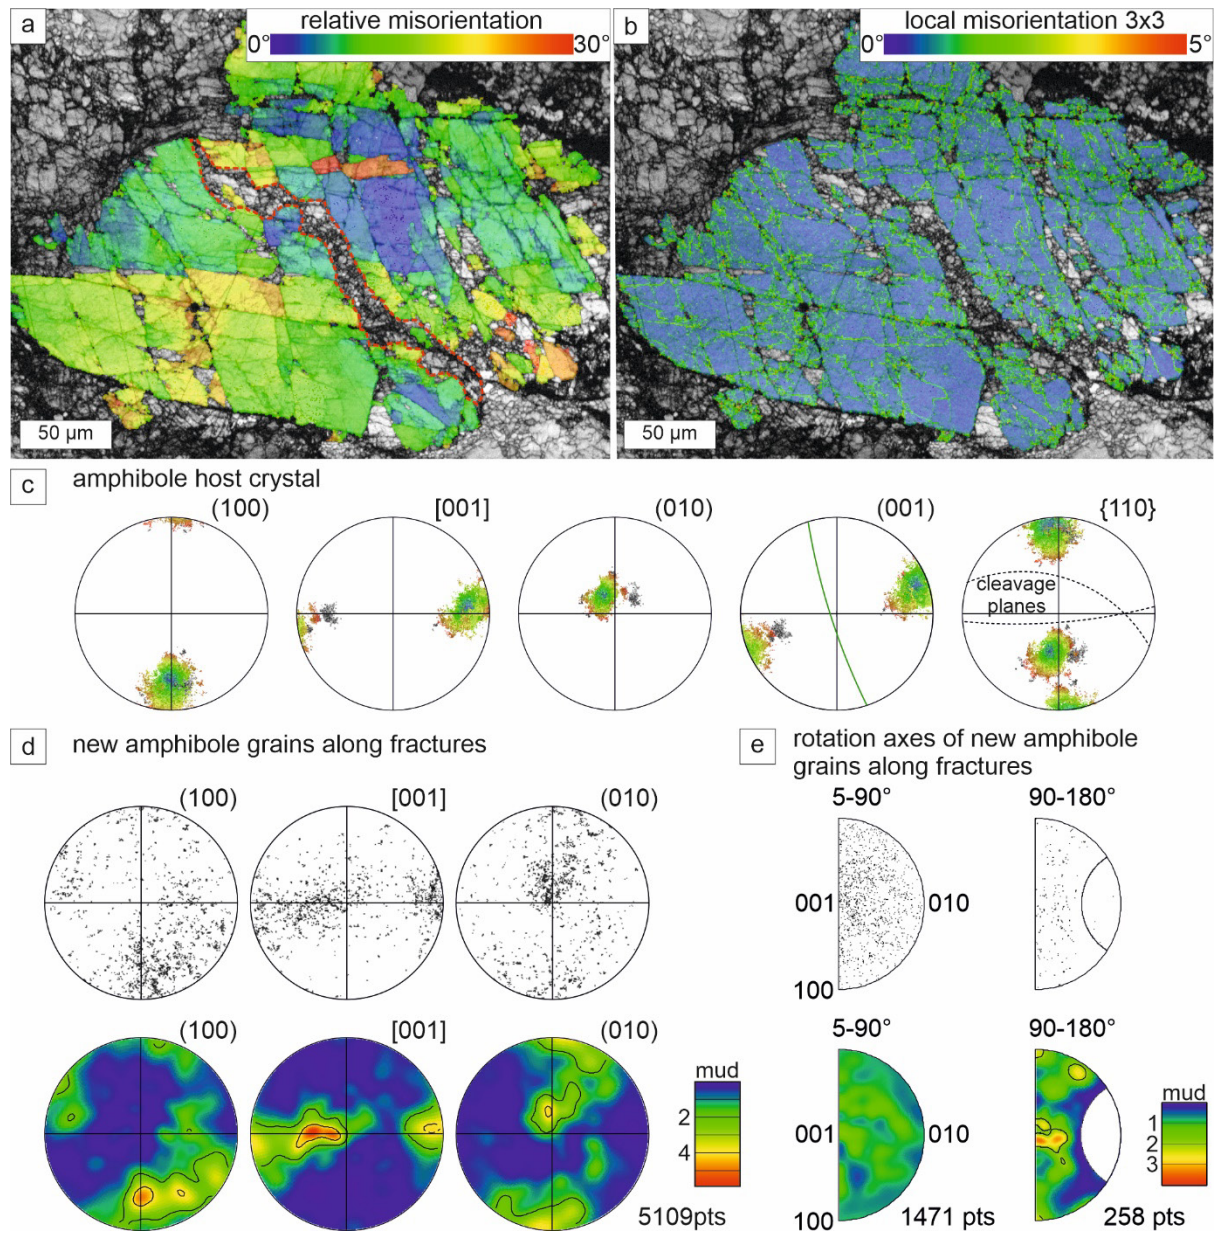 a
relative misorientation
0°
30°
50 µm
b
local misorientation 3x3
0°
5°
50 µm
c
amphibole host crystal
(100)
[001]
(010)
(001)
{110}
cleavage
planes
d
new amphibole grains along fractures
(100)
[001]
(010)
(100)
[001]
(010)
mud
2
4
5109pts
e
rotation axes of new amphibole
grains along fractures
5-90°
90-180°
001
010
100
5-90°
90-180°
001
010
100
1471 pts
258 pts
mud
1
2
3